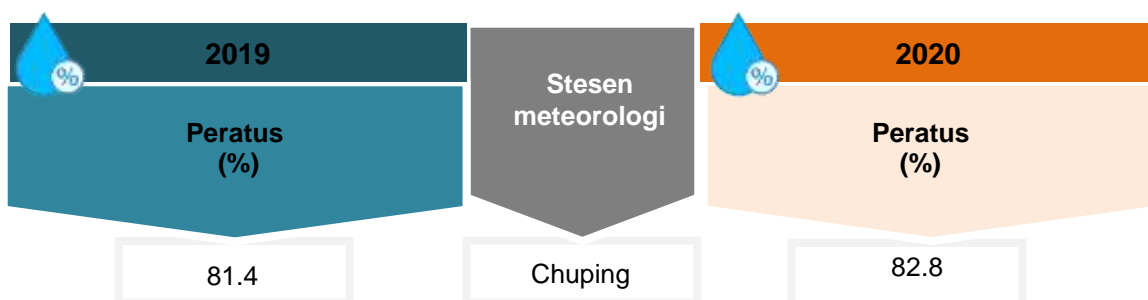 %
2019
Peratus
(%)
81.4
Stesen
meteorologi
Chuping
%
2020
Peratus
(%)
82.8